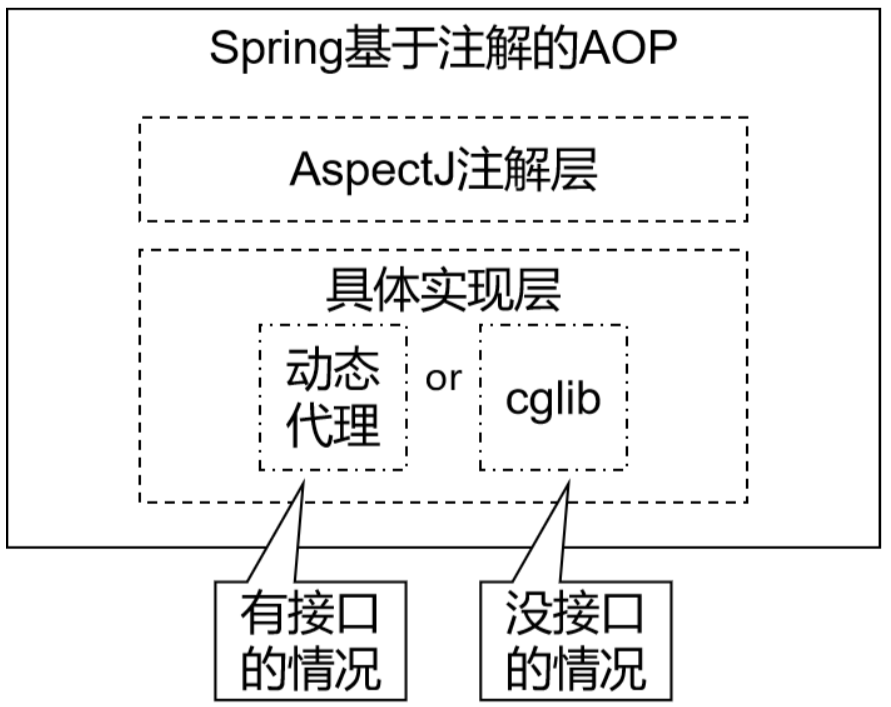 Spring基于注解的AOP
AspectJ注解层
具体实现层
动态
代理
or
cglib
有接口
的情况
没接口
的情况